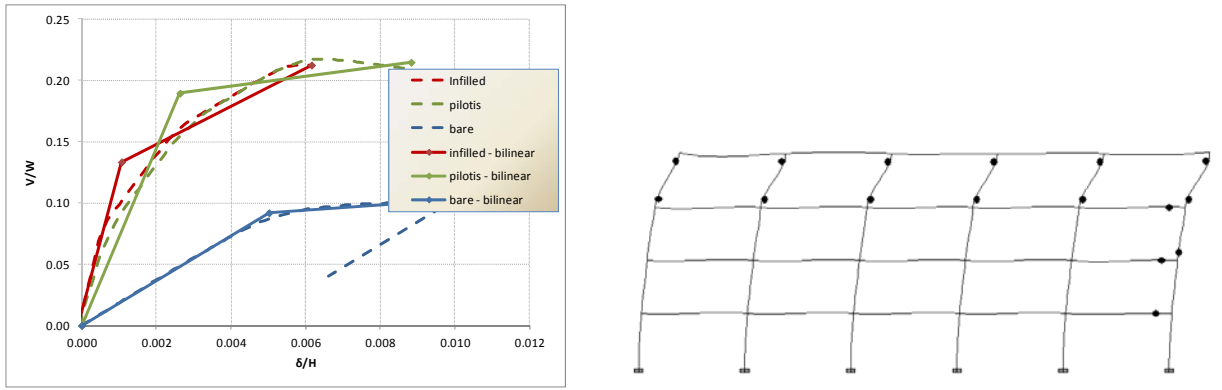 0.25
0.20
0.15
0.10
0.05
0.00
V/W
0.000 0.002 0.004 0.006 0.008 0.010 0.012
δ/H
Infilled
pilotis
bare
infilled - bilinear
pilotis - bilinear
bare - bilinear